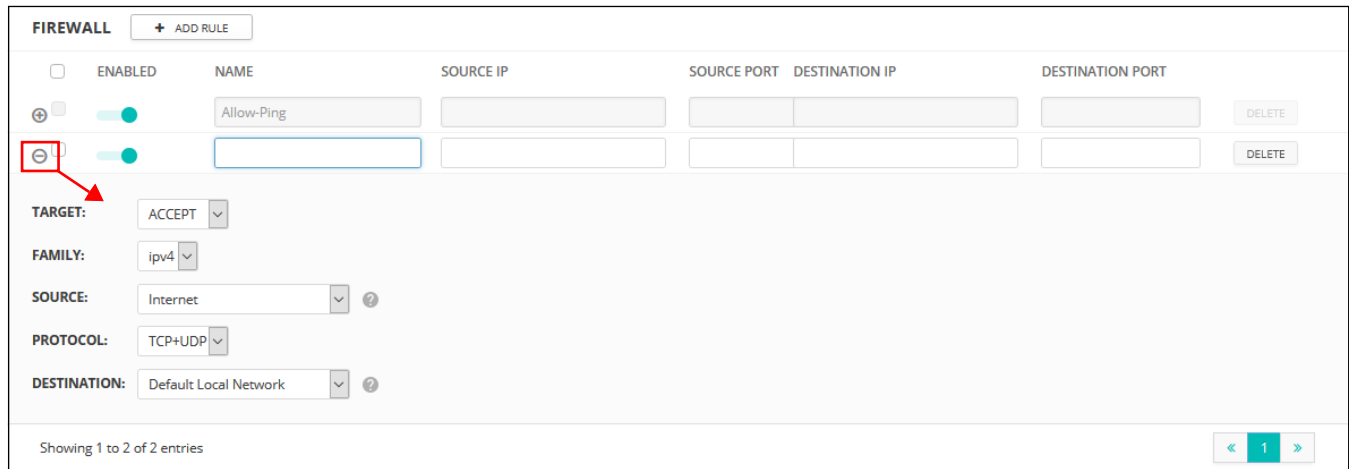 FIREWALL + ADD RULE
ENABLED NAME SOURCE IP SOURCE PORT DESTINATION IP DESTINATION PORT
Allow-Ping DELETE
DELETE
TARGET: ACCEPT
FAMILY: ipv4
SOURCE: Internet ?
PROTOCOL: TCP+UDP
DESTINATION: Default Local Network ?
Showing 1 to 2 of 2 entries « 1 »